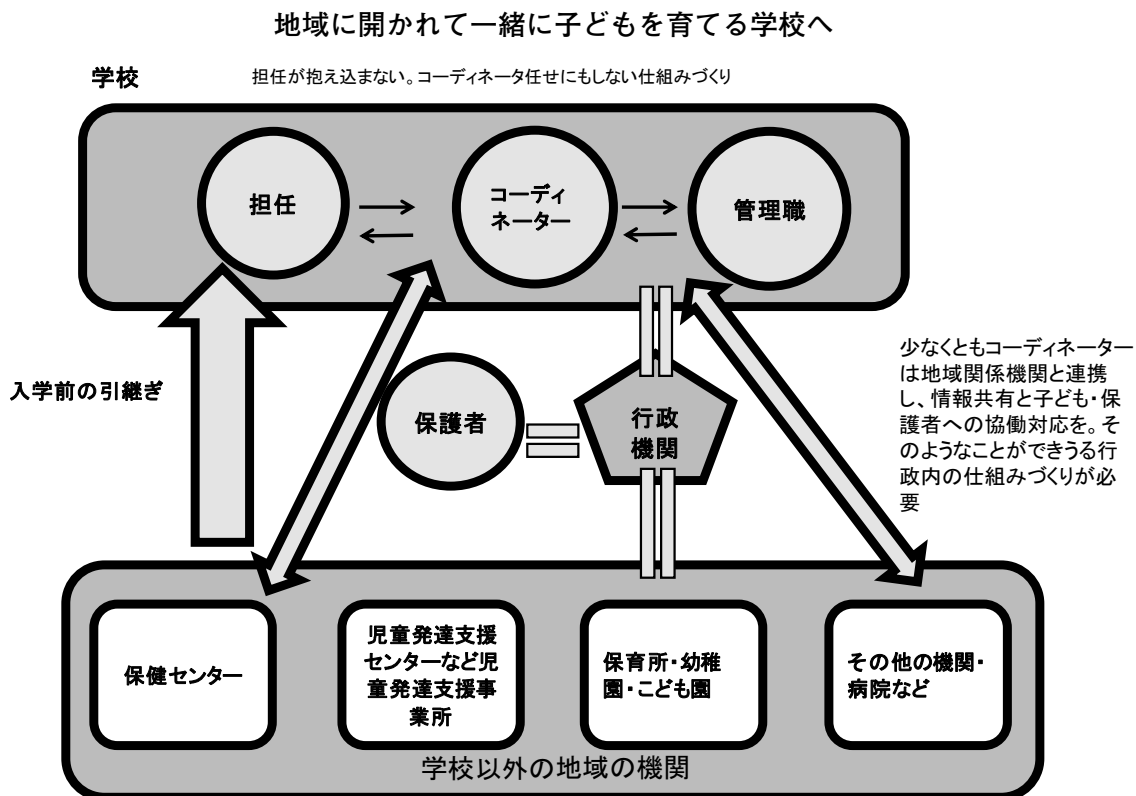 地域に開かれて一緒に子どもを育てる学校へ
学校
担任が抱え込まない。コーディネータ任せにもしない仕組みづくり
担任
コーディ
ネーター
管理職
入学前の引継ぎ
保護者
行政
機関
少なくともコーディネーター
は地域関係機関と連携
し、情報共有と子ども・保
護者への協働対応を。そ
のようなことができうる行
政内の仕組みづくりが必
要
保健センター
児童発達支援
センターなど児
童発達支援事
業所
保育所・幼稚
園・こども園
その他の機関・
病院など
学校以外の地域の機関